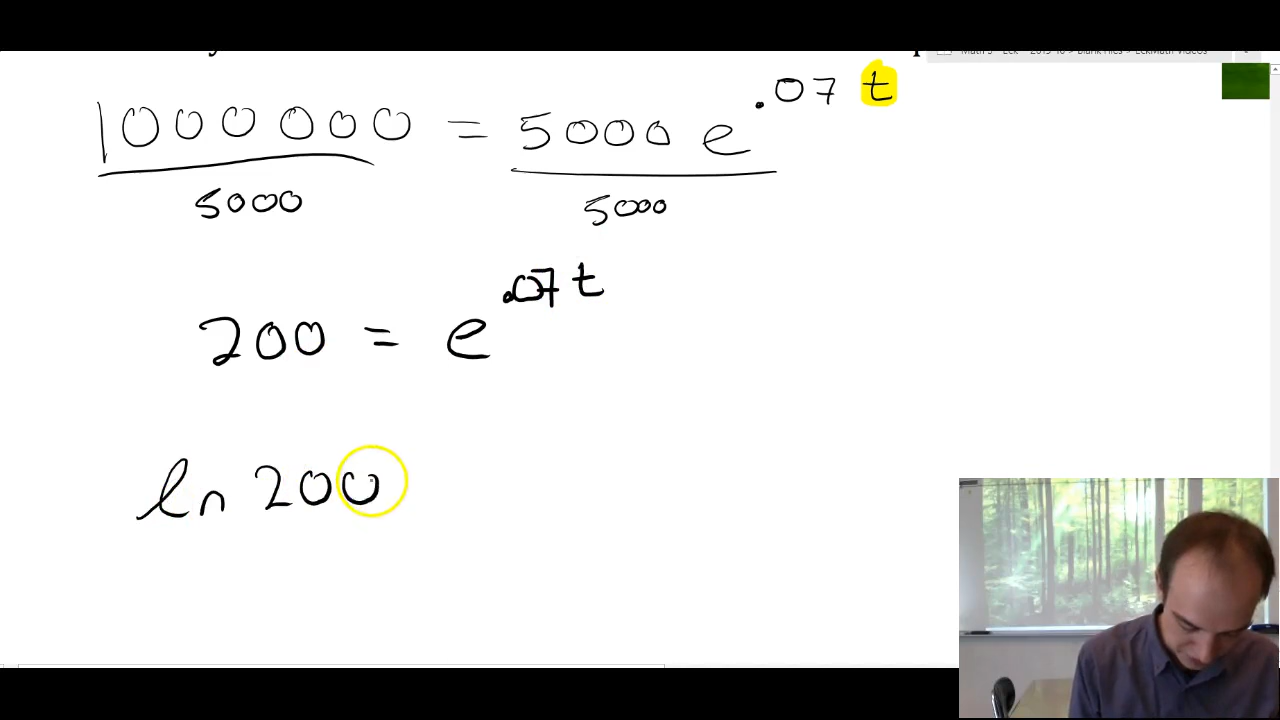 1000000 = 5000 e^.07 t
5000 5000
200 = e^.07 t
ln 200